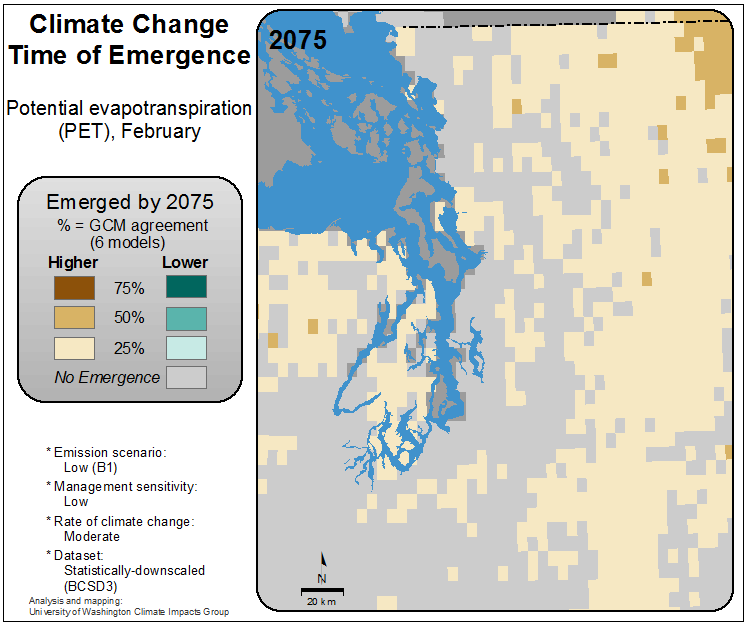 Climate Change
Time of Emergence
Potential evapotranspiration
(PET), February
Emerged by 2075
% = GCM agreement
(6 models)
Higher Lower
75%
50%
25%
No Emergence
* Emission scenario:
Low (B1)
* Management sensitivity:
Low
* Rate of climate change:
Moderate
* Dataset:
Statistically-downscaled
(BCSD3)
Analysis and mapping:
University of Washington Climate Impacts Group
2075
N
20 km